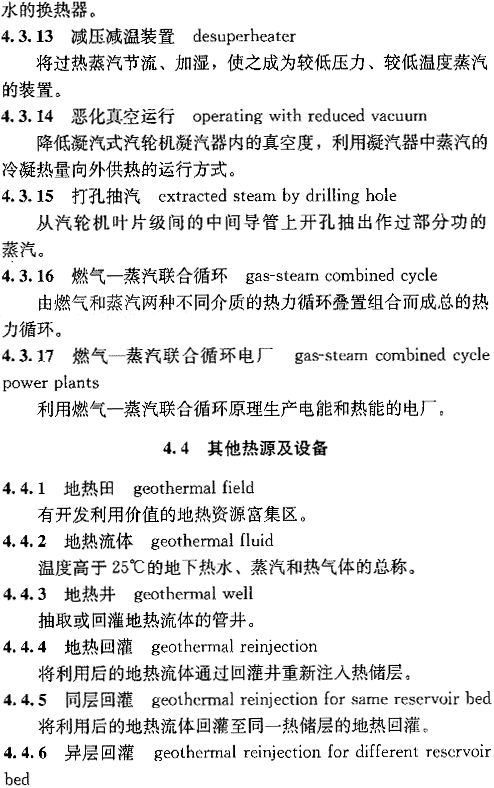 水的换热器。
4.3.13 减压减温装置 desuperheater
将过热蒸汽节流、加湿，使之成为较低压力、较低温度蒸汽
的装置。
4.3.14 恶化真空运行 operating with reduced vacuum
降低凝汽式汽轮机凝汽器内的真空度，利用凝汽器中蒸汽的
冷凝热量向外供热的运行方式。
4.3.15 打孔抽汽 extracted steam by drilling hole
从汽轮机叶片级间的中间导管上开孔抽出作过部分功的
蒸汽。
4.3.16 燃气—蒸汽联合循环 gas-steam combined cycle
由燃气和蒸汽两种不同介质的热力循环叠置组合而成总的热
力循环。
4.3.17 燃气—蒸汽联合循环电厂 gas-steam combined cycle
power plants
利用燃气—蒸汽联合循环原理生产电能和热能的电厂。
4.4 其他热源及设备
4.4.1 地热田 geothermal field
有开发利用价值的地热资源富集区。
4.4.2 地热流体 geothermal fluid
温度高于25℃的地下热水、蒸汽和热气体的总称。
4.4.3 地热井 geothermal well
抽取或回灌地热流体的管井。
4.4.4 地热回灌 geothermal reinjection
将利用后的地热流体通过回灌井重新注入热储层。
4.4.5 同层回灌 geothermal reinjection for same reservoir bed
将利用后的地热流体回灌至同一热储层的地热回灌。
4.4.6 异层回灌 geothermal reinjection for different reservoir
bed